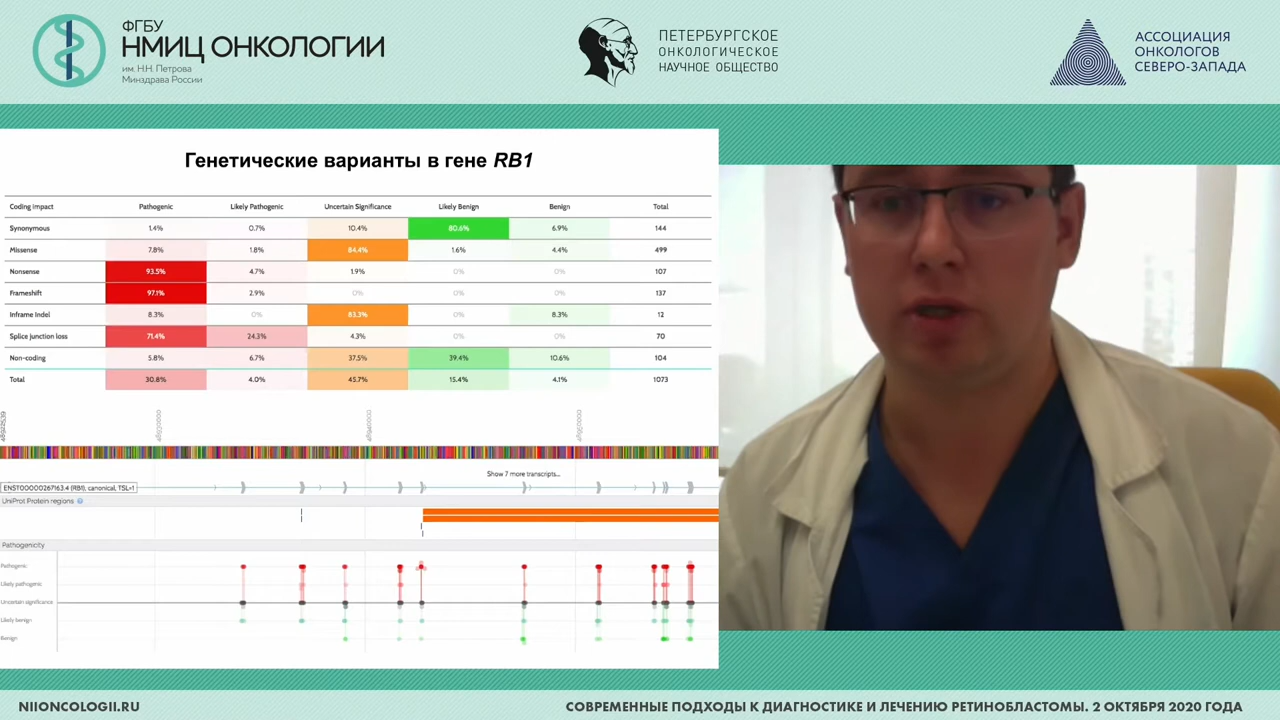 ФГБУ
НМИЦ ОНКОЛОГИИ
им. Н.Н. Петрова
Минздрава России
ПЕТЕРБУРГСКОЕ
ОНКОЛОГИЧЕСКОЕ
НАУЧНОЕ ОБЩЕСТВО
АССОЦИАЦИЯ
ОНКОЛОГОВ
СЕВЕРО-ЗАПАДА
Генетические варианты в гене RB1
Coding impact Pathogenic Likely Pathogenic Uncertain Significance Likely Benign Benign Total
Synonymous 1.4% 0.7% 10.4% 80.6% 6.9% 144
Missense 7.8% 1.8% 84.4% 1.6% 4.4% 499
Nonsense 93.5% 4.7% 1.9% 0% 0% 107
Frameshift 97.1% 2.9% 0% 0% 0% 137
Inframe Indel 8.3% 0% 83.3% 0% 8.3% 12
Splice junction loss 71.4% 24.3% 4.3% 0% 0% 70
Non-coding 5.8% 6.7% 37.5% 39.4% 10.6% 104
Total 30.8% 4.0% 45.7% 15.4% 4.1% 1073
Show 7 more transcripts...
ENST00000267163.4 (RB1), canonical, TSL=1
UniProt Protein regions
Pathogenicity
Pathogenic
Likely pathogenic
Uncertain significance
Likely benign
Benign
NIIONCOLOGII.RU
СОВРЕМЕННЫЕ ПОДХОДЫ К ДИАГНОСТИКЕ И ЛЕЧЕНИЮ РЕТИНОБЛАСТОМЫ. 2 ОКТЯБРЯ 2020 ГОДА